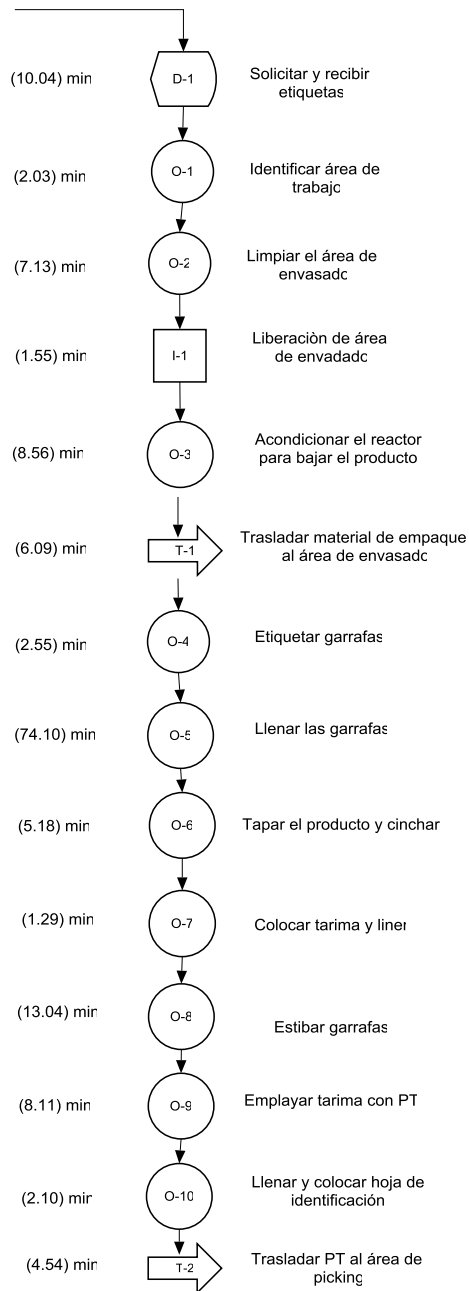 (10.04) min
D-1
Solicitar y recibir
etiquetas
(2.03) min
O-1
Identificar área de
trabajo
(7.13) min
O-2
Limpiar el área de
envasado
(1.55) min
I-1
Liberaciòn de área
de envadado
(8.56) min
O-3
Acondicionar el reactor
para bajar el producto
(6.09) min
T-1
Trasladar material de empaque
al área de envasado
(2.55) min
O-4
Etiquetar garrafas
(74.10) min
O-5
Llenar las garrafas
(5.18) min
O-6
Tapar el producto y cinchar
(1.29) min
O-7
Colocar tarima y liner
(13.04) min
O-8
Estibar garrafas
(8.11) min
O-9
Emplayar tarima con PT
(2.10) min
O-10
Llenar y colocar hoja de
identificación
(4.54) min
T-2
Trasladar PT al área de
picking